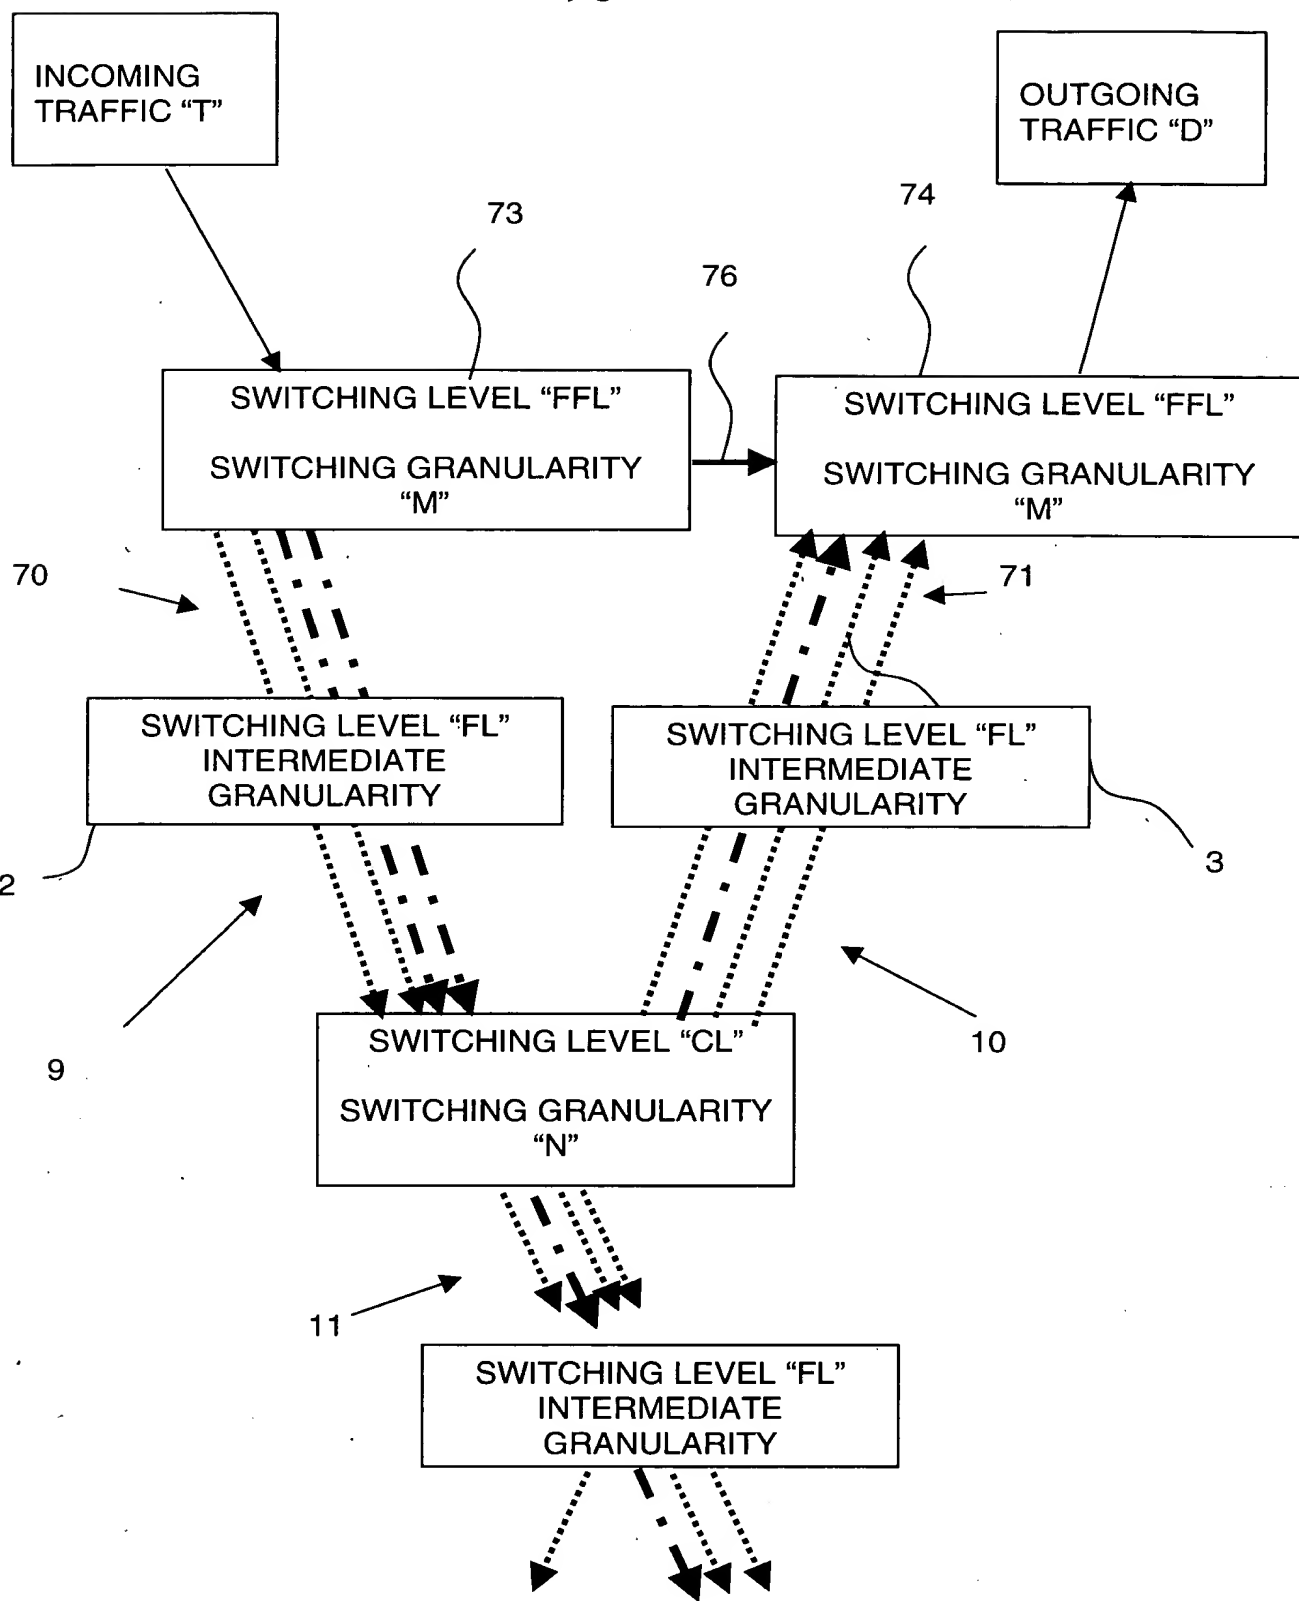 INCOMING
TRAFFIC “T”
OUTGOING
TRAFFIC “D”
73
74
76
SWITCHING LEVEL “FFL”
SWITCHING GRANULARITY
“M”
SWITCHING LEVEL “FFL”
SWITCHING GRANULARITY
“M”
70
71
SWITCHING LEVEL “FL”
INTERMEDIATE
GRANULARITY
SWITCHING LEVEL “FL”
INTERMEDIATE
GRANULARITY
2
3
9
10
SWITCHING LEVEL “CL”
SWITCHING GRANULARITY
“N”
11
SWITCHING LEVEL “FL”
INTERMEDIATE
GRANULARITY